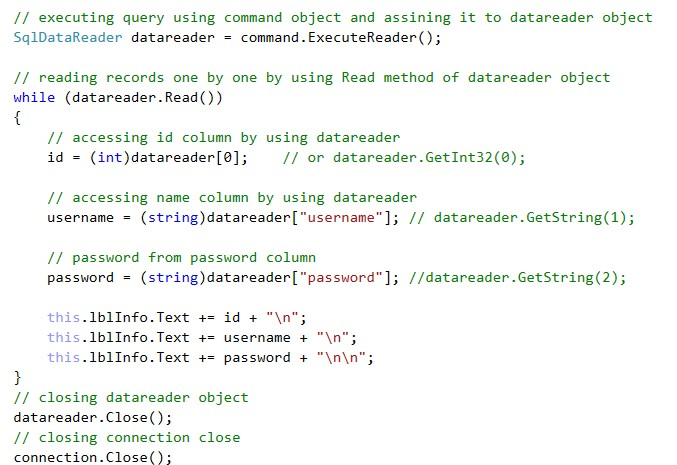 // executing query using command object and assining it to datareader object
SqlDataReader datareader = command.ExecuteReader();

// reading records one by one by using Read method of datareader object
while (datareader.Read())
{
    // accessing id column by using datareader
    id = (int)datareader[0];    // or datareader.GetInt32(0);

    // accessing name column by using datareader
    username = (string)datareader["username"]; // datareader.GetString(1);

    // password from password column
    password = (string)datareader["password"]; //datareader.GetString(2);

    this.lblInfo.Text += id + "\n";
    this.lblInfo.Text += username + "\n";
    this.lblInfo.Text += password + "\n\n";
}
// closing datareader object
datareader.Close();
// closing connection close
connection.Close();